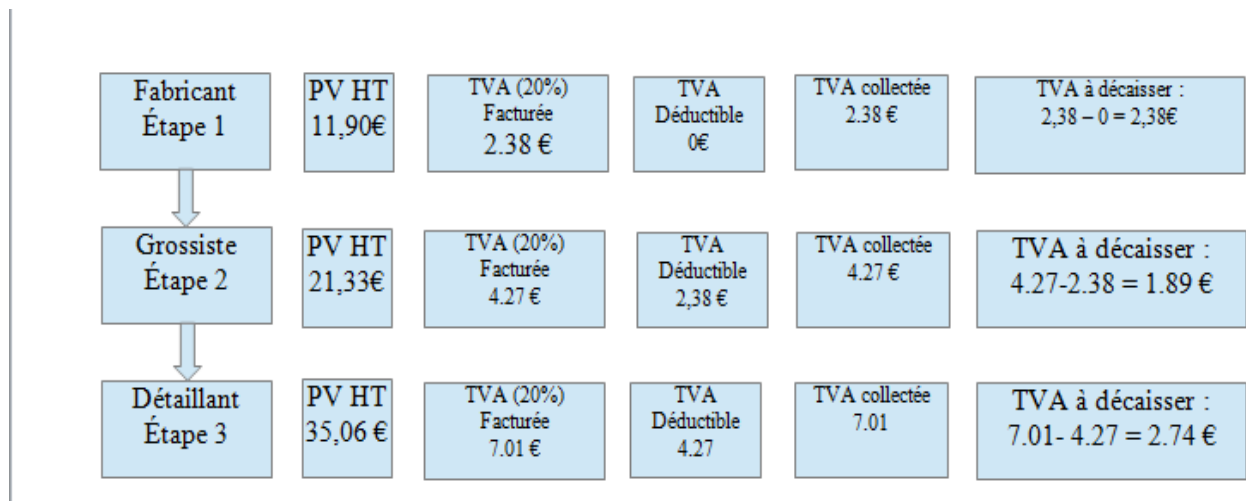 Fabricant
Étape 1
PV HT
11,90€
TVA (20%)
Facturée
2.38 €
TVA
Déductible
0€
TVA collectée
2.38 €
TVA à décaisser :
2,38 – 0 = 2,38€
Grossiste
Étape 2
PV HT
21,33€
TVA (20%)
Facturée
4.27 €
TVA
Déductible
2,38 €
TVA collectée
4.27 €
TVA à décaisser :
4.27-2.38 = 1.89 €
Détaillant
Étape 3
PV HT
35,06 €
TVA (20%)
Facturée
7.01 €
TVA
Déductible
4.27
TVA collectée
7.01
TVA à décaisser :
7.01- 4.27 = 2.74 €